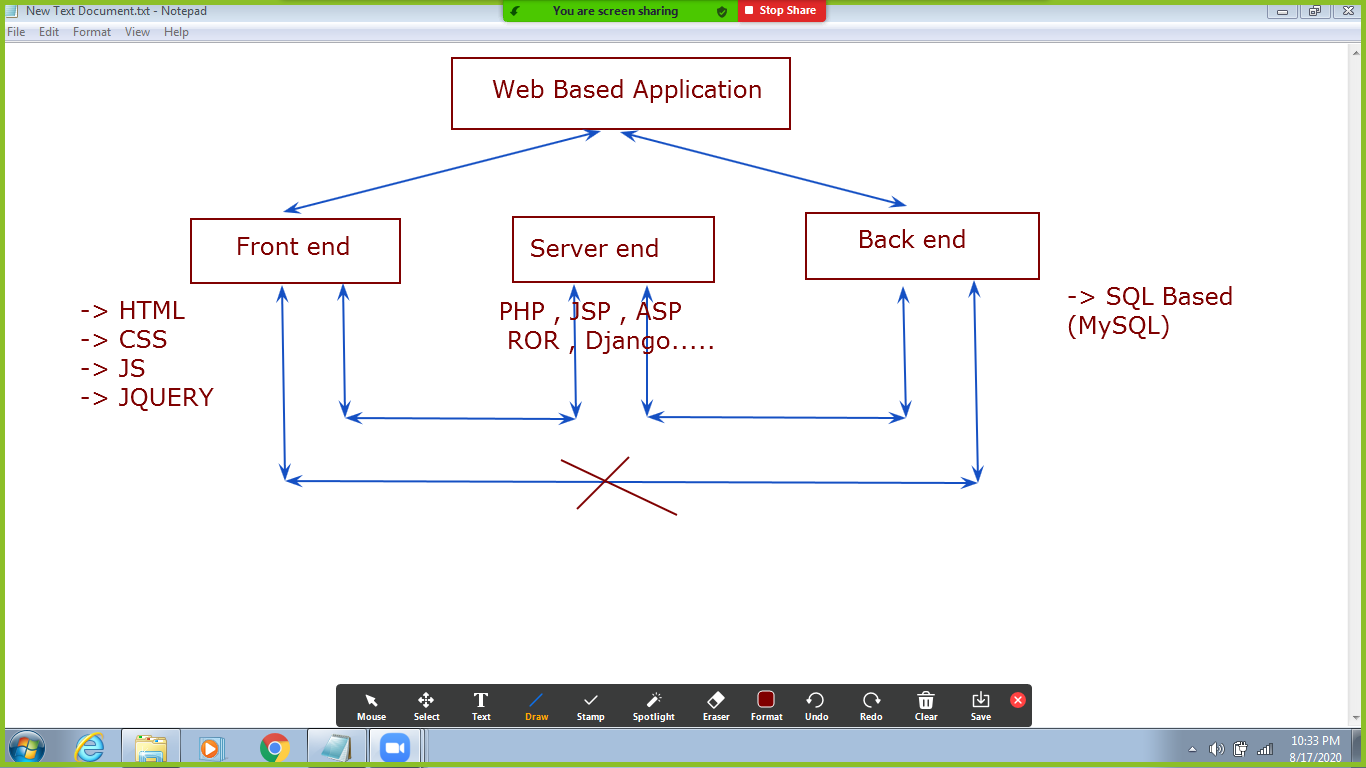 New Text Document.txt - Notepad
You are screen sharing
Stop Share
File Edit Format View Help
Web Based Application
Front end
Server end
Back end
-> HTML
-> CSS
-> JS
-> JQUERY
PHP , JSP , ASP
ROR , Django.....
-> SQL Based
(MySQL)
Mouse Select Text Draw Stamp Spotlight Eraser Format Undo Redo Clear Save
10:33 PM
8/17/2020